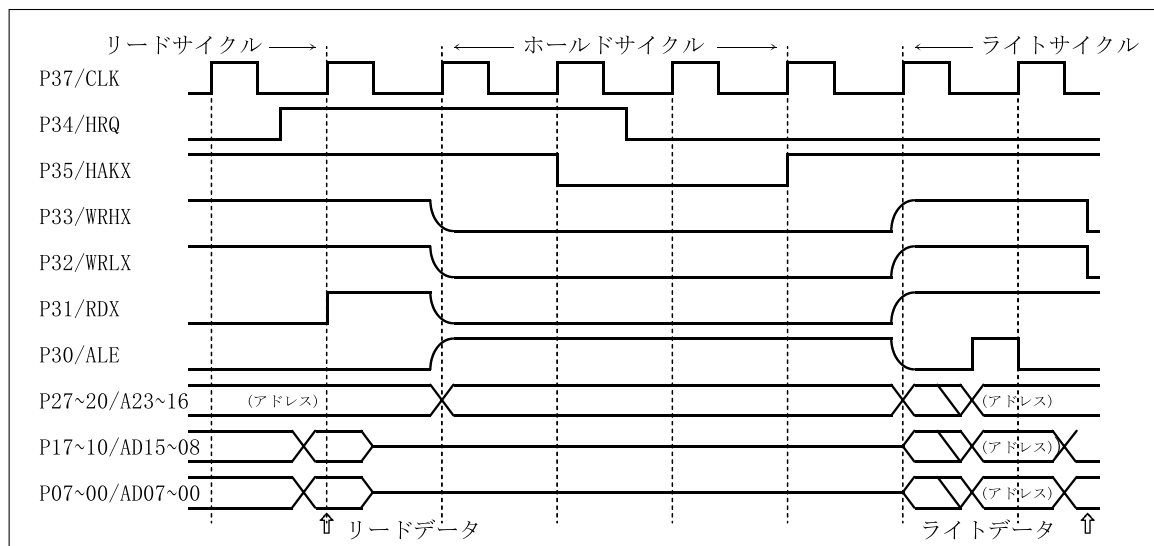 リードサイクル ホールドサイクル ライトサイクル
P37/CLK
P34/HRQ
P35/HAKX
P33/WRHX
P32/WRLX
P31/RDX
P30/ALE
P27~20/A23~16 (アドレス) (アドレス)
P17~10/AD15~08 (アドレス)
P07~00/AD07~00 (アドレス)
リードデータ ライトデータ